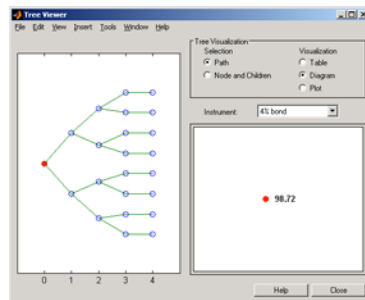 Tree Viewer
File Edit View Insert Tools Window Help
Tree Visualization
Selection
Visualization
Path
Table
Node and Children
Diagram
Plot
Instrument:
4% bond
98.72
0 1 2 3 4
Help
Close